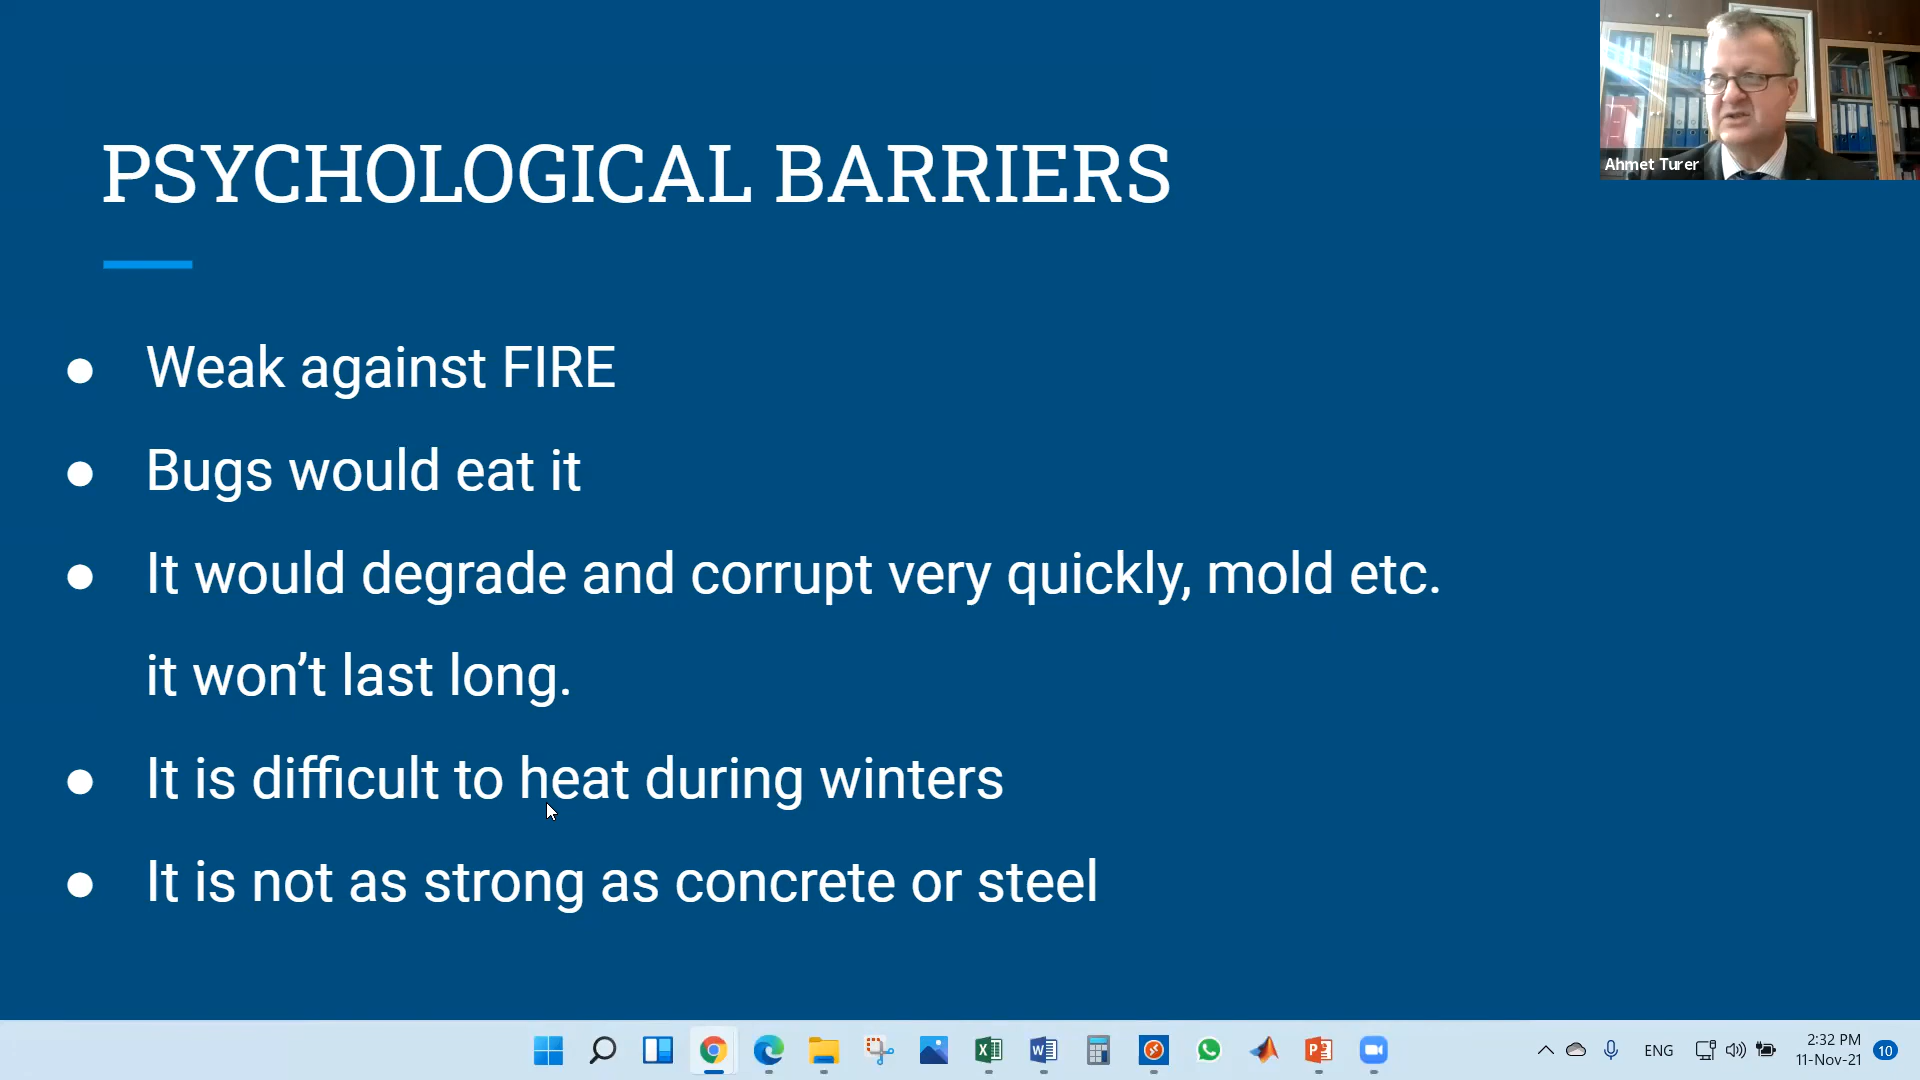 PSYCHOLOGICAL BARRIERS
Ahmet Turer
● Weak against FIRE
● Bugs would eat it
● It would degrade and corrupt very quickly, mold etc.
it won’t last long.
● It is difficult to heat during winters
● It is not as strong as concrete or steel
ENG
2:32 PM
11-Nov-21
10